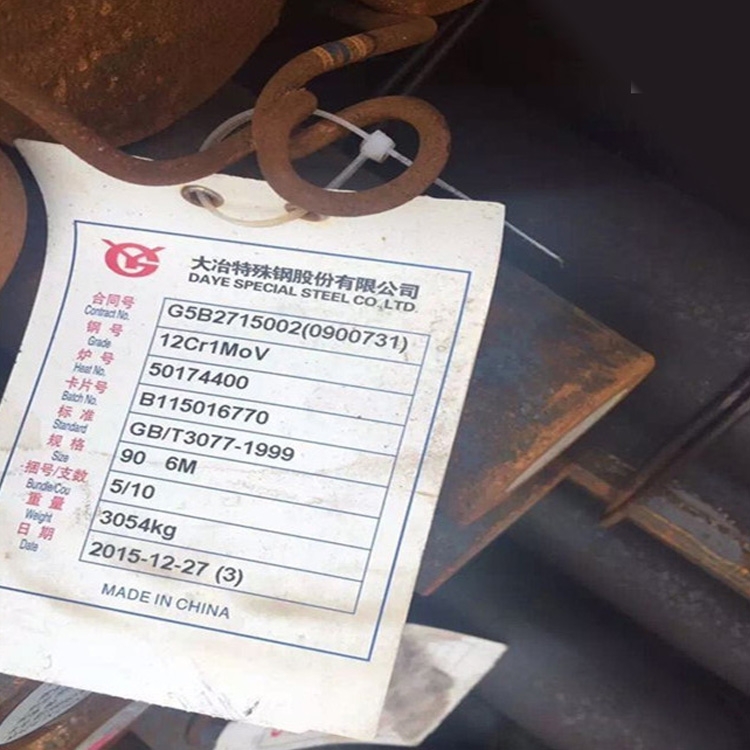 大冶特殊钢股份有限公司
DAYE SPECIAL STEEL CO.,LTD.
合同号 G5B2715002(0900731)
Contract No.
钢 号 12Cr1MoV
Grade
炉 号 50174400
Heat No.
卡片号 B115016770
Batch No.
标 准 GB/T3077-1999
Standard
规 格 90 6M
Size
捆号/支数 5/10
Bundle/Cou
重 量 3054kg
Weight
日 期 2015-12-27 (3)
Date
MADE IN CHINA